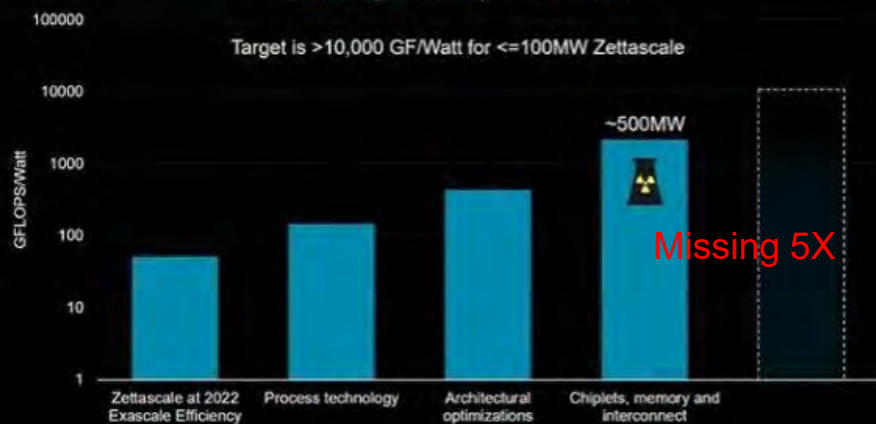 Target is >10,000 GF/Watt for <=100MW Zettascale
100000
10000
1000
100
10
1
GFLOPS/Watt
~500MW
Missing 5X
Zettascale at 2022
Exascale Efficiency
Process technology
Architectural
optimizations
Chiplets, memory and
interconnect